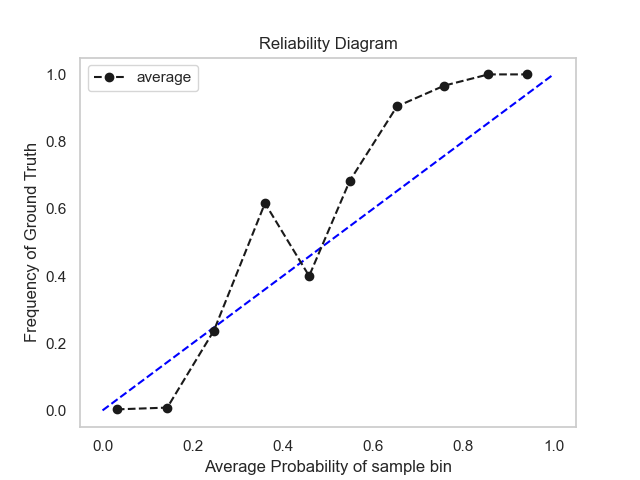 Reliability Diagram
average
Frequency of Ground Truth
1.0
0.8
0.6
0.4
0.2
0.0
0.0 0.2 0.4 0.6 0.8 1.0
Average Probability of sample bin